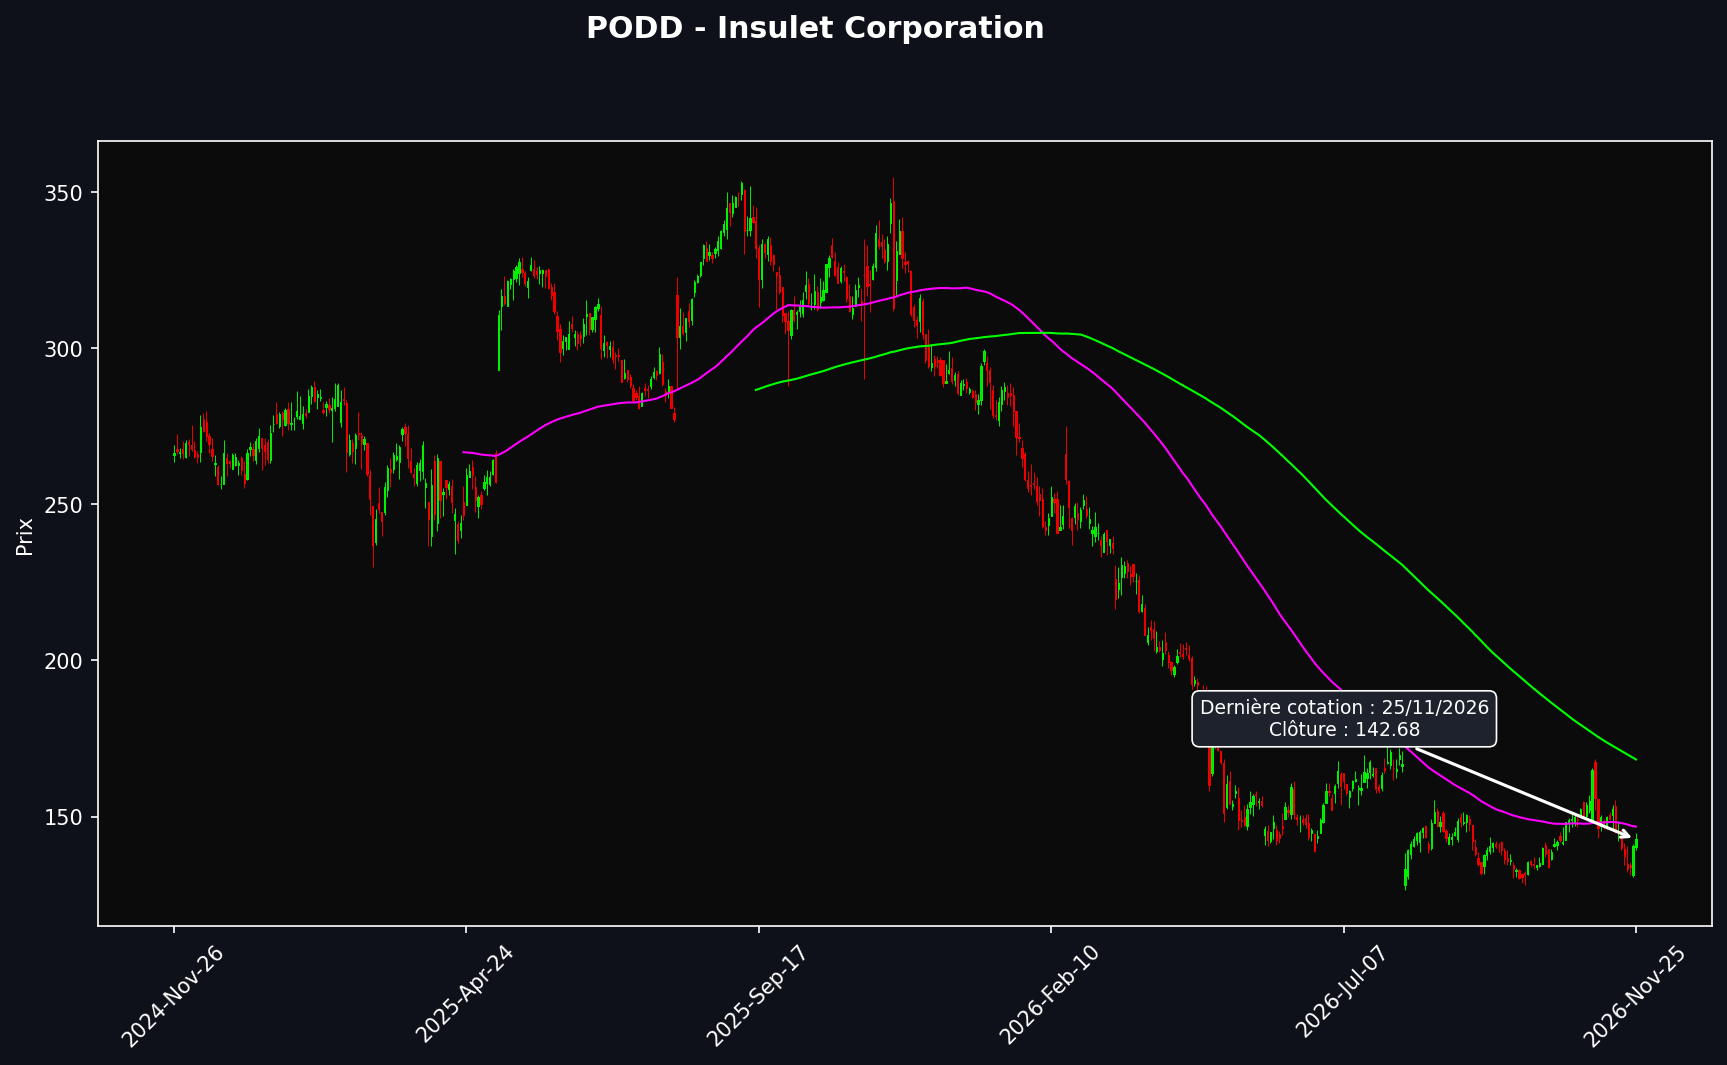 PODD - Insulet Corporation
Prix
350
300
250
200
150
Dernière cotation : 25/11/2026
Clôture : 142.68
2024-Nov-26
2025-Apr-24
2025-Sep-17
2026-Feb-10
2026-Jul-07
2026-Nov-25